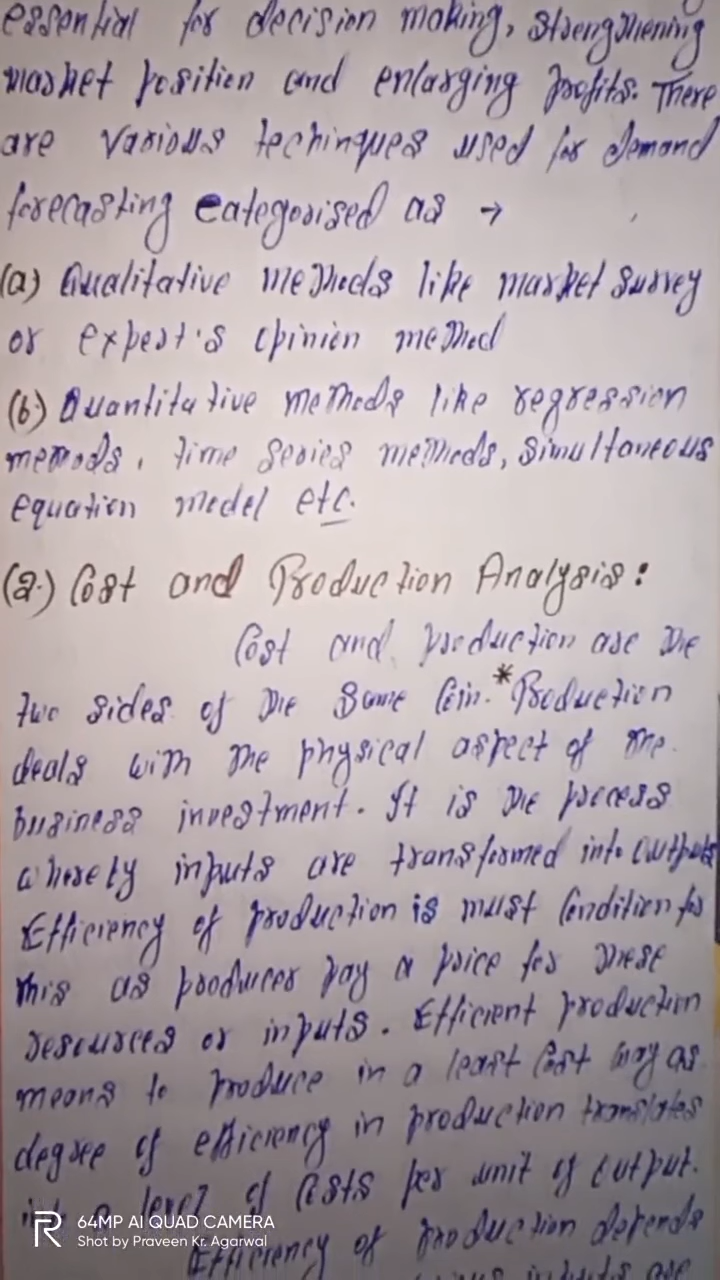 essential for decision making, strengthening
market position and enlarging profits. There
are various techinques used for demand
forecasting categorised as →
(a) Qualitative methods like market survey
or expert's opinion method
(b) Quantitative methods like regression
methods, time series methods, simultaneous
equation model etc.
(2.) Cost and Production Analysis:
Cost and production are the
two sides of the same coin. *Production
deals with the physical aspect of the
business investment. It is the process
whereby inputs are transformed into outputs
Efficiency of production is must condition for
this as producer pay a price for these
resources or inputs. Efficient production
means to produce in a least cost way as
degree of efficiency in production translates
into a level of costs per unit of output.
Efficiency of production depends
inputs are
64MP AI QUAD CAMERA
Shot by Praveen Kr. Agarwal